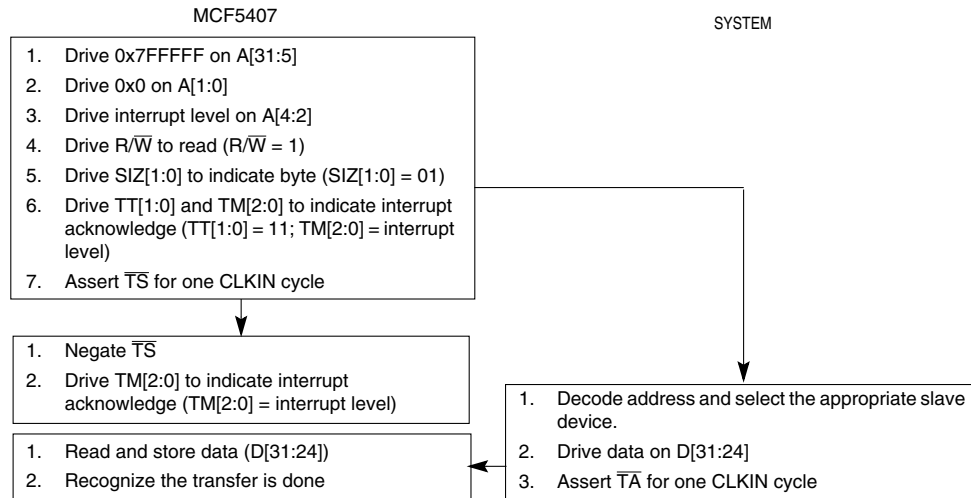 MCF5407
SYSTEM
1. Drive 0x7FFFFF on A[31:5]
2. Drive 0x0 on A[1:0]
3. Drive interrupt level on A[4:2]
4. Drive R/W̅ to read (R/W̅ = 1)
5. Drive SIZ[1:0] to indicate byte (SIZ[1:0] = 01)
6. Drive TT[1:0] and TM[2:0] to indicate interrupt
acknowledge (TT[1:0] = 11; TM[2:0] = interrupt
level)
7. Assert T̅S̅ for one CLKIN cycle
1. Negate T̅S̅
2. Drive TM[2:0] to indicate interrupt
acknowledge (TM[2:0] = interrupt level)
1. Decode address and select the appropriate slave
device.
2. Drive data on D[31:24]
3. Assert T̅A̅ for one CLKIN cycle
1. Read and store data (D[31:24])
2. Recognize the transfer is done